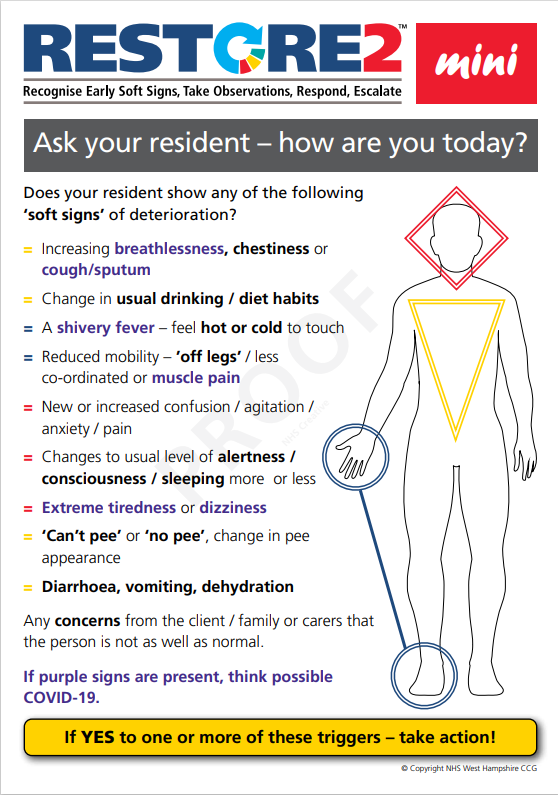 RESTORE2™ mini
Recognise Early Soft Signs, Take Observations, Respond, Escalate
Ask your resident – how are you today?
Does your resident show any of the following
‘soft signs’ of deterioration?
= Increasing breathlessness, chestiness or
cough/sputum
= Change in usual drinking / diet habits
= A shivery fever – feel hot or cold to touch
= Reduced mobility – ’off legs’ / less
co-ordinated or muscle pain
= New or increased confusion / agitation /
anxiety / pain
= Changes to usual level of alertness /
consciousness / sleeping more or less
= Extreme tiredness or dizziness
= ‘Can’t pee’ or ‘no pee’, change in pee
appearance
= Diarrhoea, vomiting, dehydration
Any concerns from the client / family or carers that
the person is not as well as normal.
If purple signs are present, think possible
COVID-19.
If YES to one or more of these triggers – take action!
© Copyright NHS West Hampshire CCG
PROOF
NHS Creative